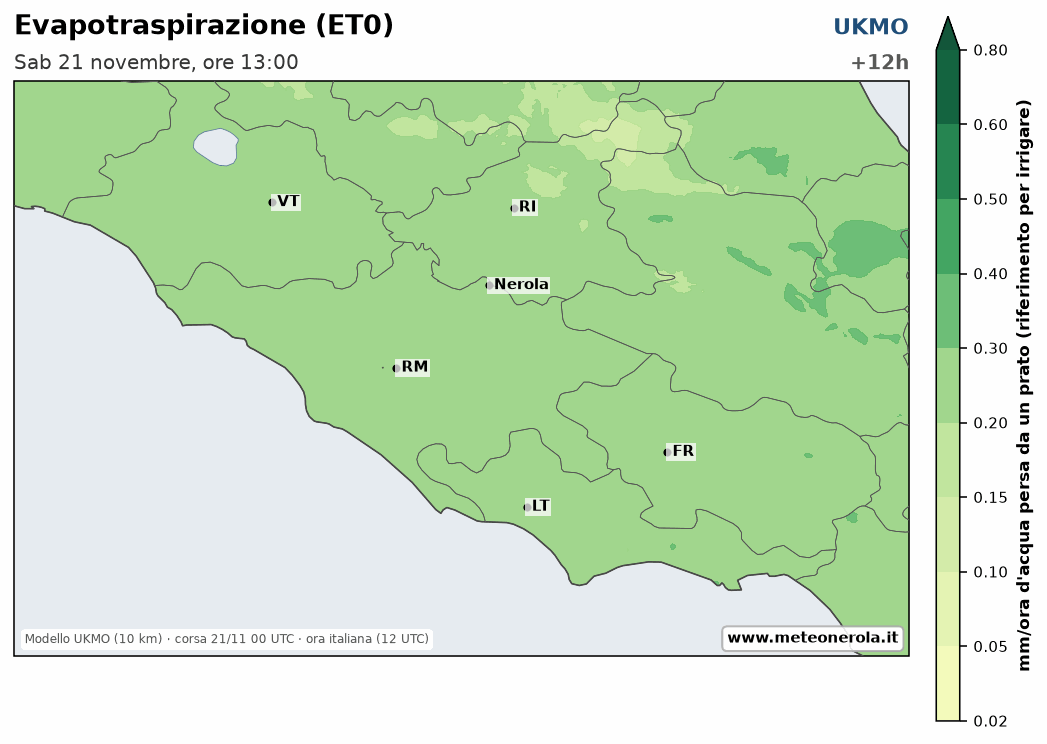 Evapotraspirazione (ET0)
UKMO
Sab 21 novembre, ore 13:00
+12h
VT
RI
Nerola
RM
FR
LT
Modello UKMO (10 km) · corsa 21/11 00 UTC · ora italiana (12 UTC)
www.meteonerola.it
0.80
0.60
0.50
0.40
0.30
0.20
0.15
0.10
0.05
0.02
mm/ora d'acqua persa da un prato (riferimento per irrigare)